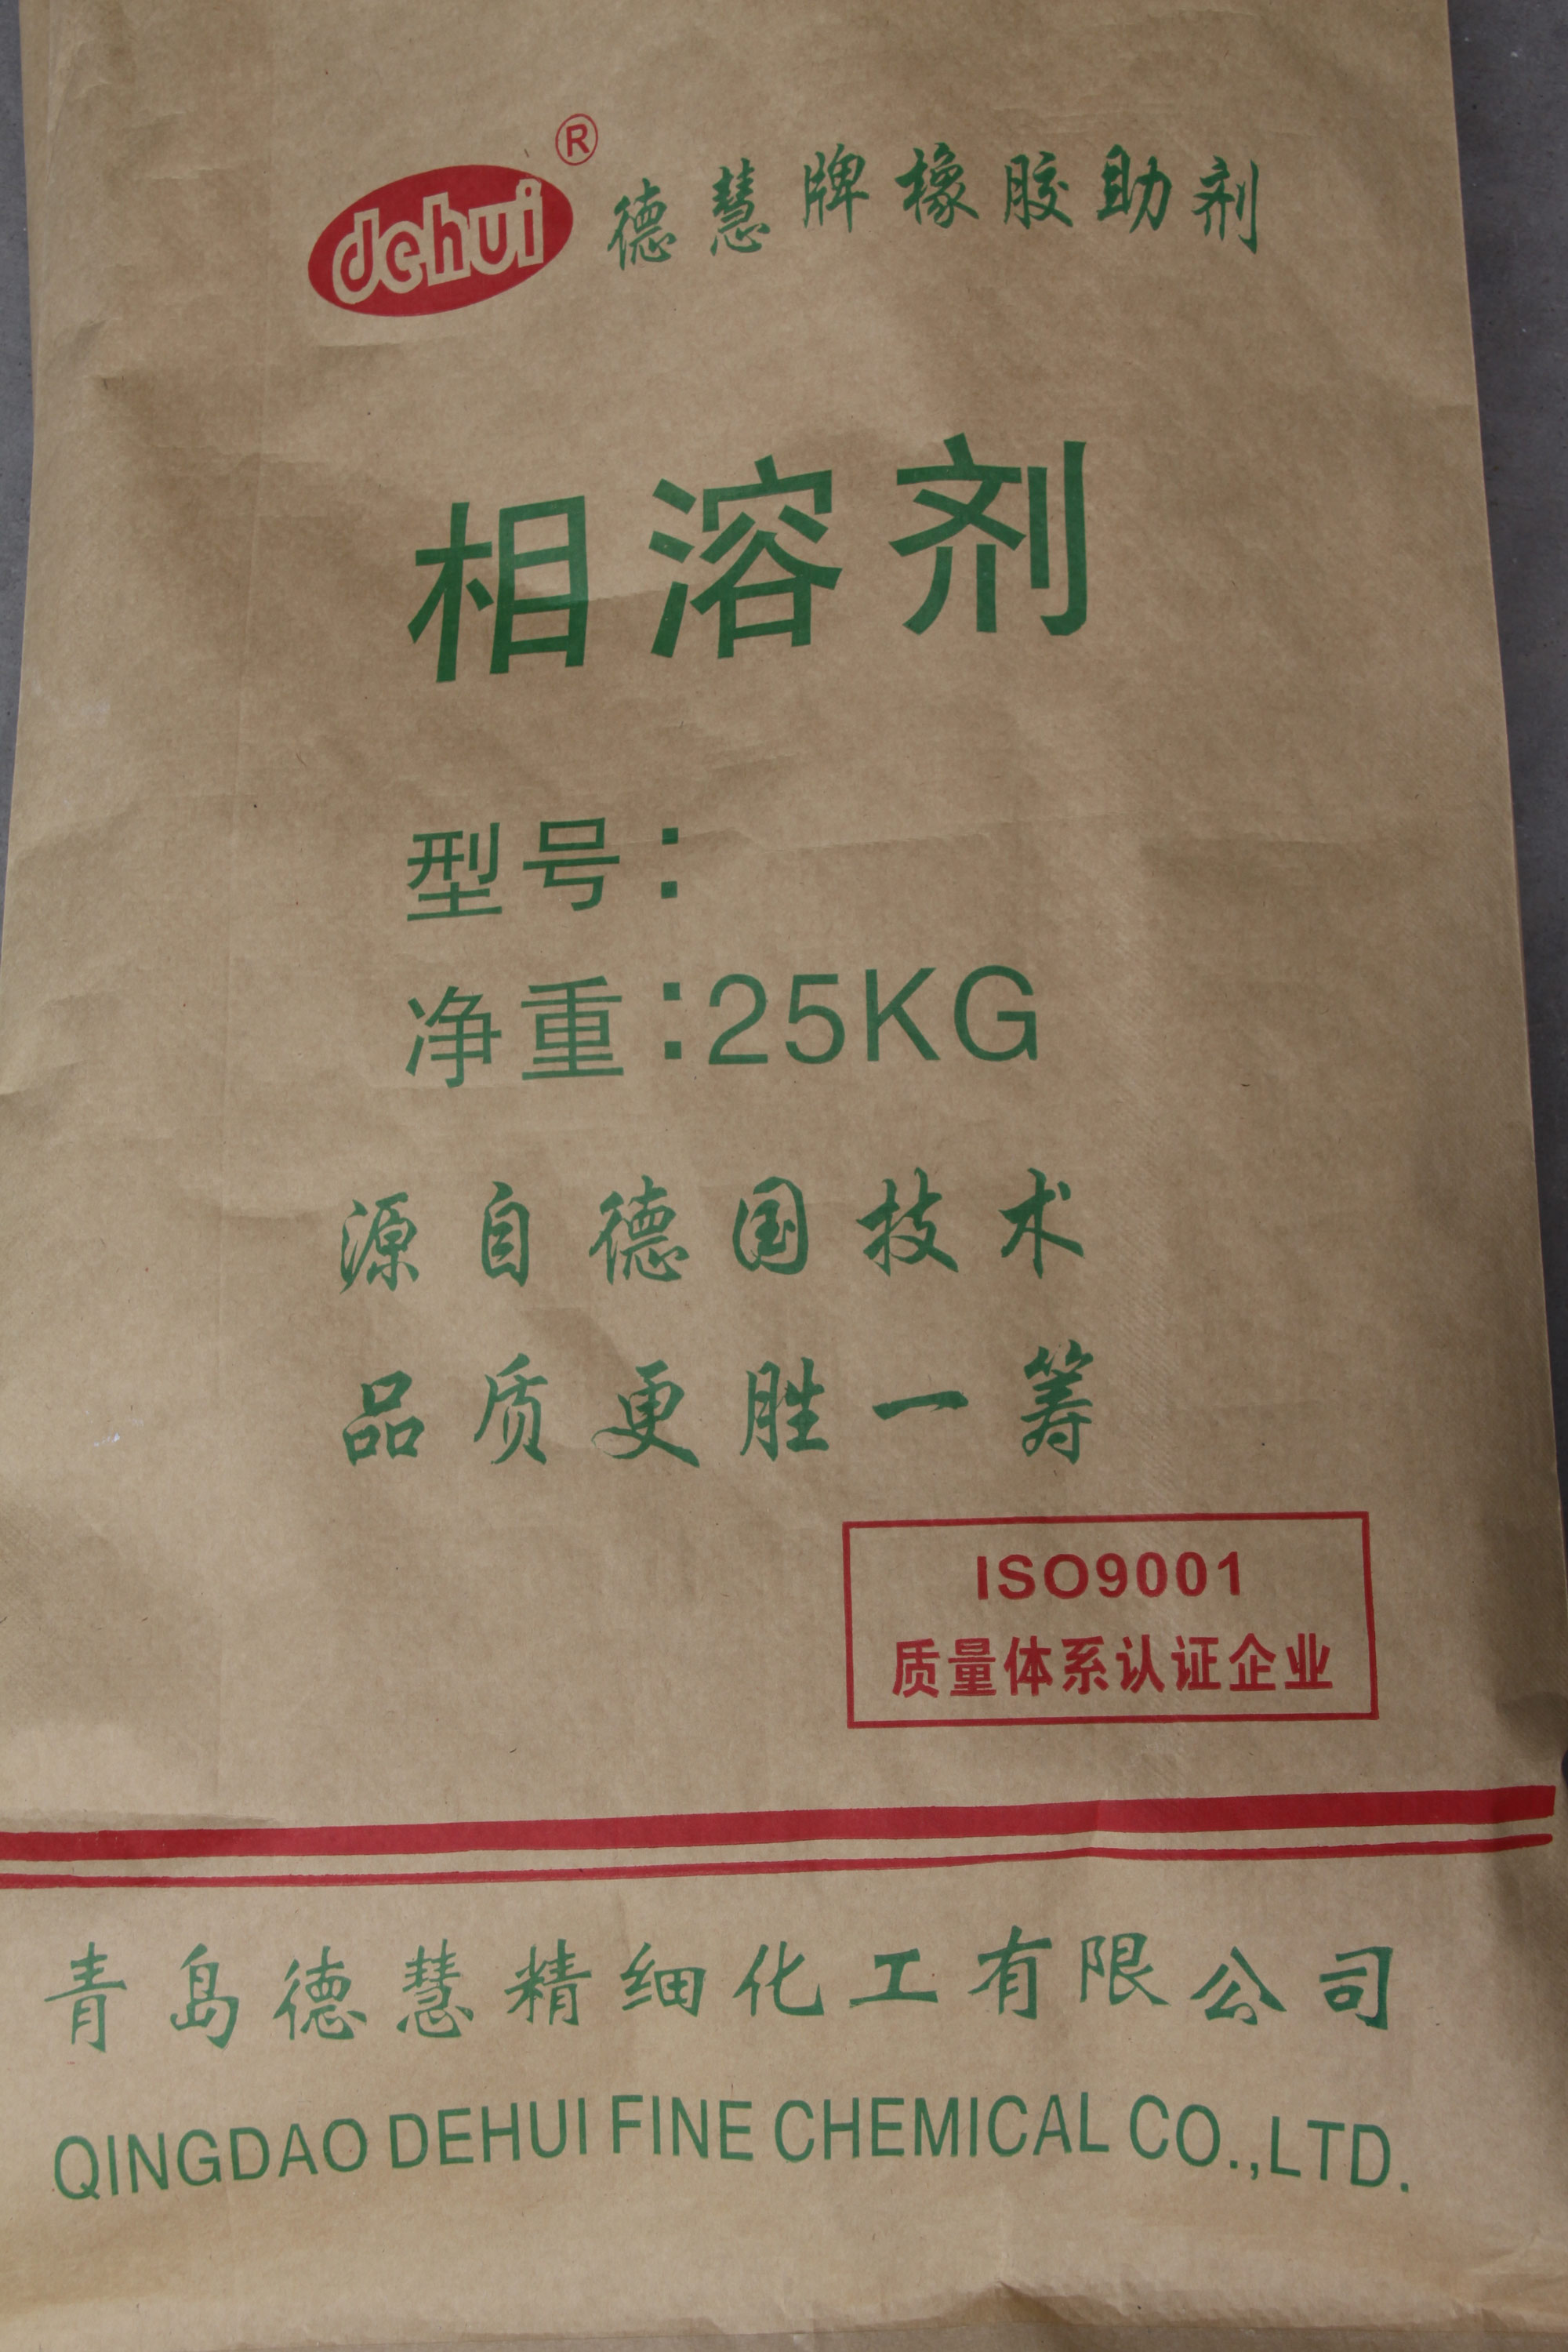 dehui® 德慧牌橡胶助剂
相溶剂
型号:
净重:25KG
源自德国技术
品质更胜一筹
ISO9001
质量体系认证企业
青岛德慧精细化工有限公司
QINGDAO DEHUI FINE CHEMICAL CO.,LTD.